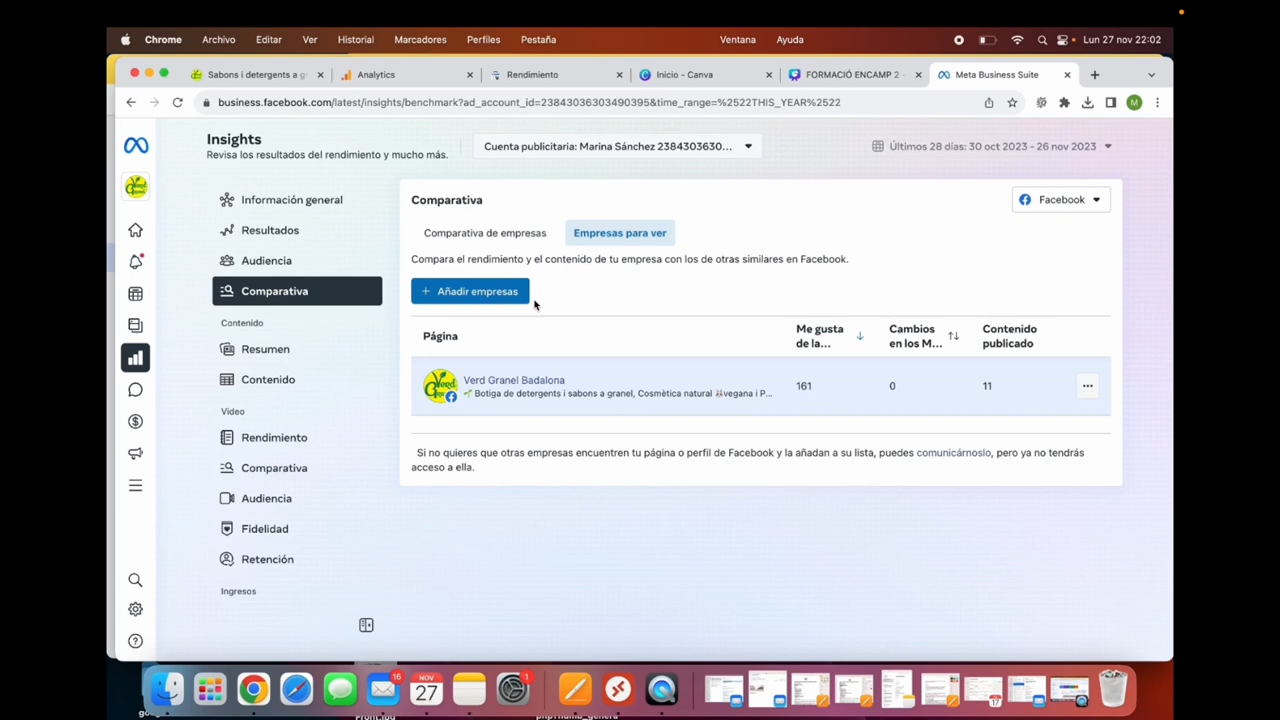 Chrome Archivo Editar Ver Historial Marcadores Perfiles Pestaña Ventana Ayuda Lun 27 nov 22:02
Sabons i detergents a g
Analytics
Rendimiento
Inicio - Canva
FORMACIÓ ENCAMP 2 -
Meta Business Suite
business.facebook.com/latest/insights/benchmark?ad_account_id=23843036303490395&time_range=%2522THIS_YEAR%2522
M
Insights
Revisa los resultados del rendimiento y mucho más.
Cuenta publicitaria: Marina Sánchez 2384303630...
Últimos 28 días: 30 oct 2023 - 26 nov 2023
Información general
Resultados
Audiencia
Comparativa
Contenido
Resumen
Contenido
Video
Rendimiento
Comparativa
Audiencia
Fidelidad
Retención
Ingresos
Comparativa
Facebook
Comparativa de empresas
Empresas para ver
Compara el rendimiento y el contenido de tu empresa con los de otras similares en Facebook.
+ Añadir empresas
Página
Me gusta
de la...
Cambios
en los M...
Contenido
publicado
Verd Granel Badalona
Botiga de detergents i sabons a granel, Cosmètica natural vegana i P...
161
0
11
Si no quieres que otras empresas encuentren tu página o perfil de Facebook y la añadan a su lista, puedes comunicárnoslo, pero ya no tendrás
acceso a ella.
16
NOV
27
1
17